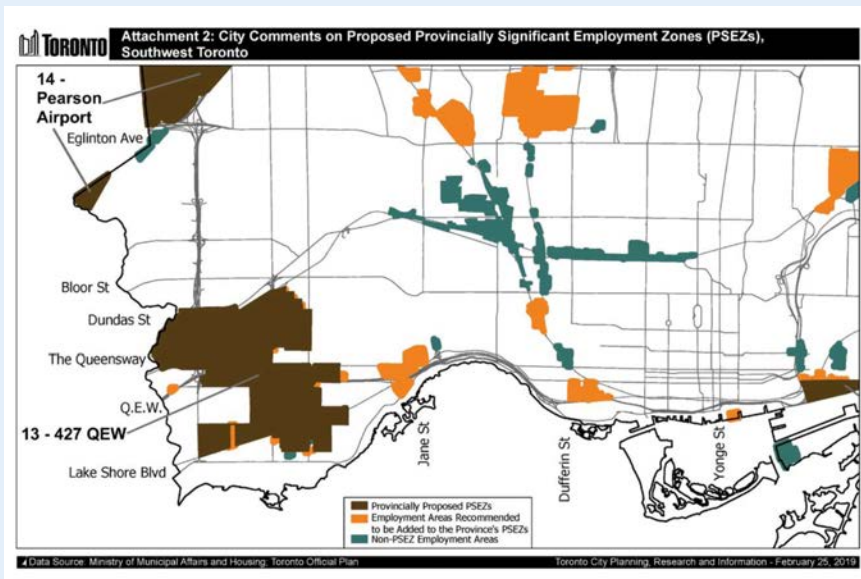 TORONTO
Attachment 2: City Comments on Proposed Provincially Significant Employment Zones (PSEZs),
Southwest Toronto
14 -
Pearson
Airport
Eglinton Ave
Bloor St
Dundas St
The Queensway
Q.E.W.
13 - 427 QEW
Lake Shore Blvd
Jane St
Dufferin St
Yonge St
Provincially Proposed PSEZs
Employment Areas Recommended
to be Added to the Province's PSEZs
Non-PSEZ Employment Areas
Data Source: Ministry of Municipal Affairs and Housing; Toronto Official Plan
Toronto City Planning, Research and Information - February 25, 2019